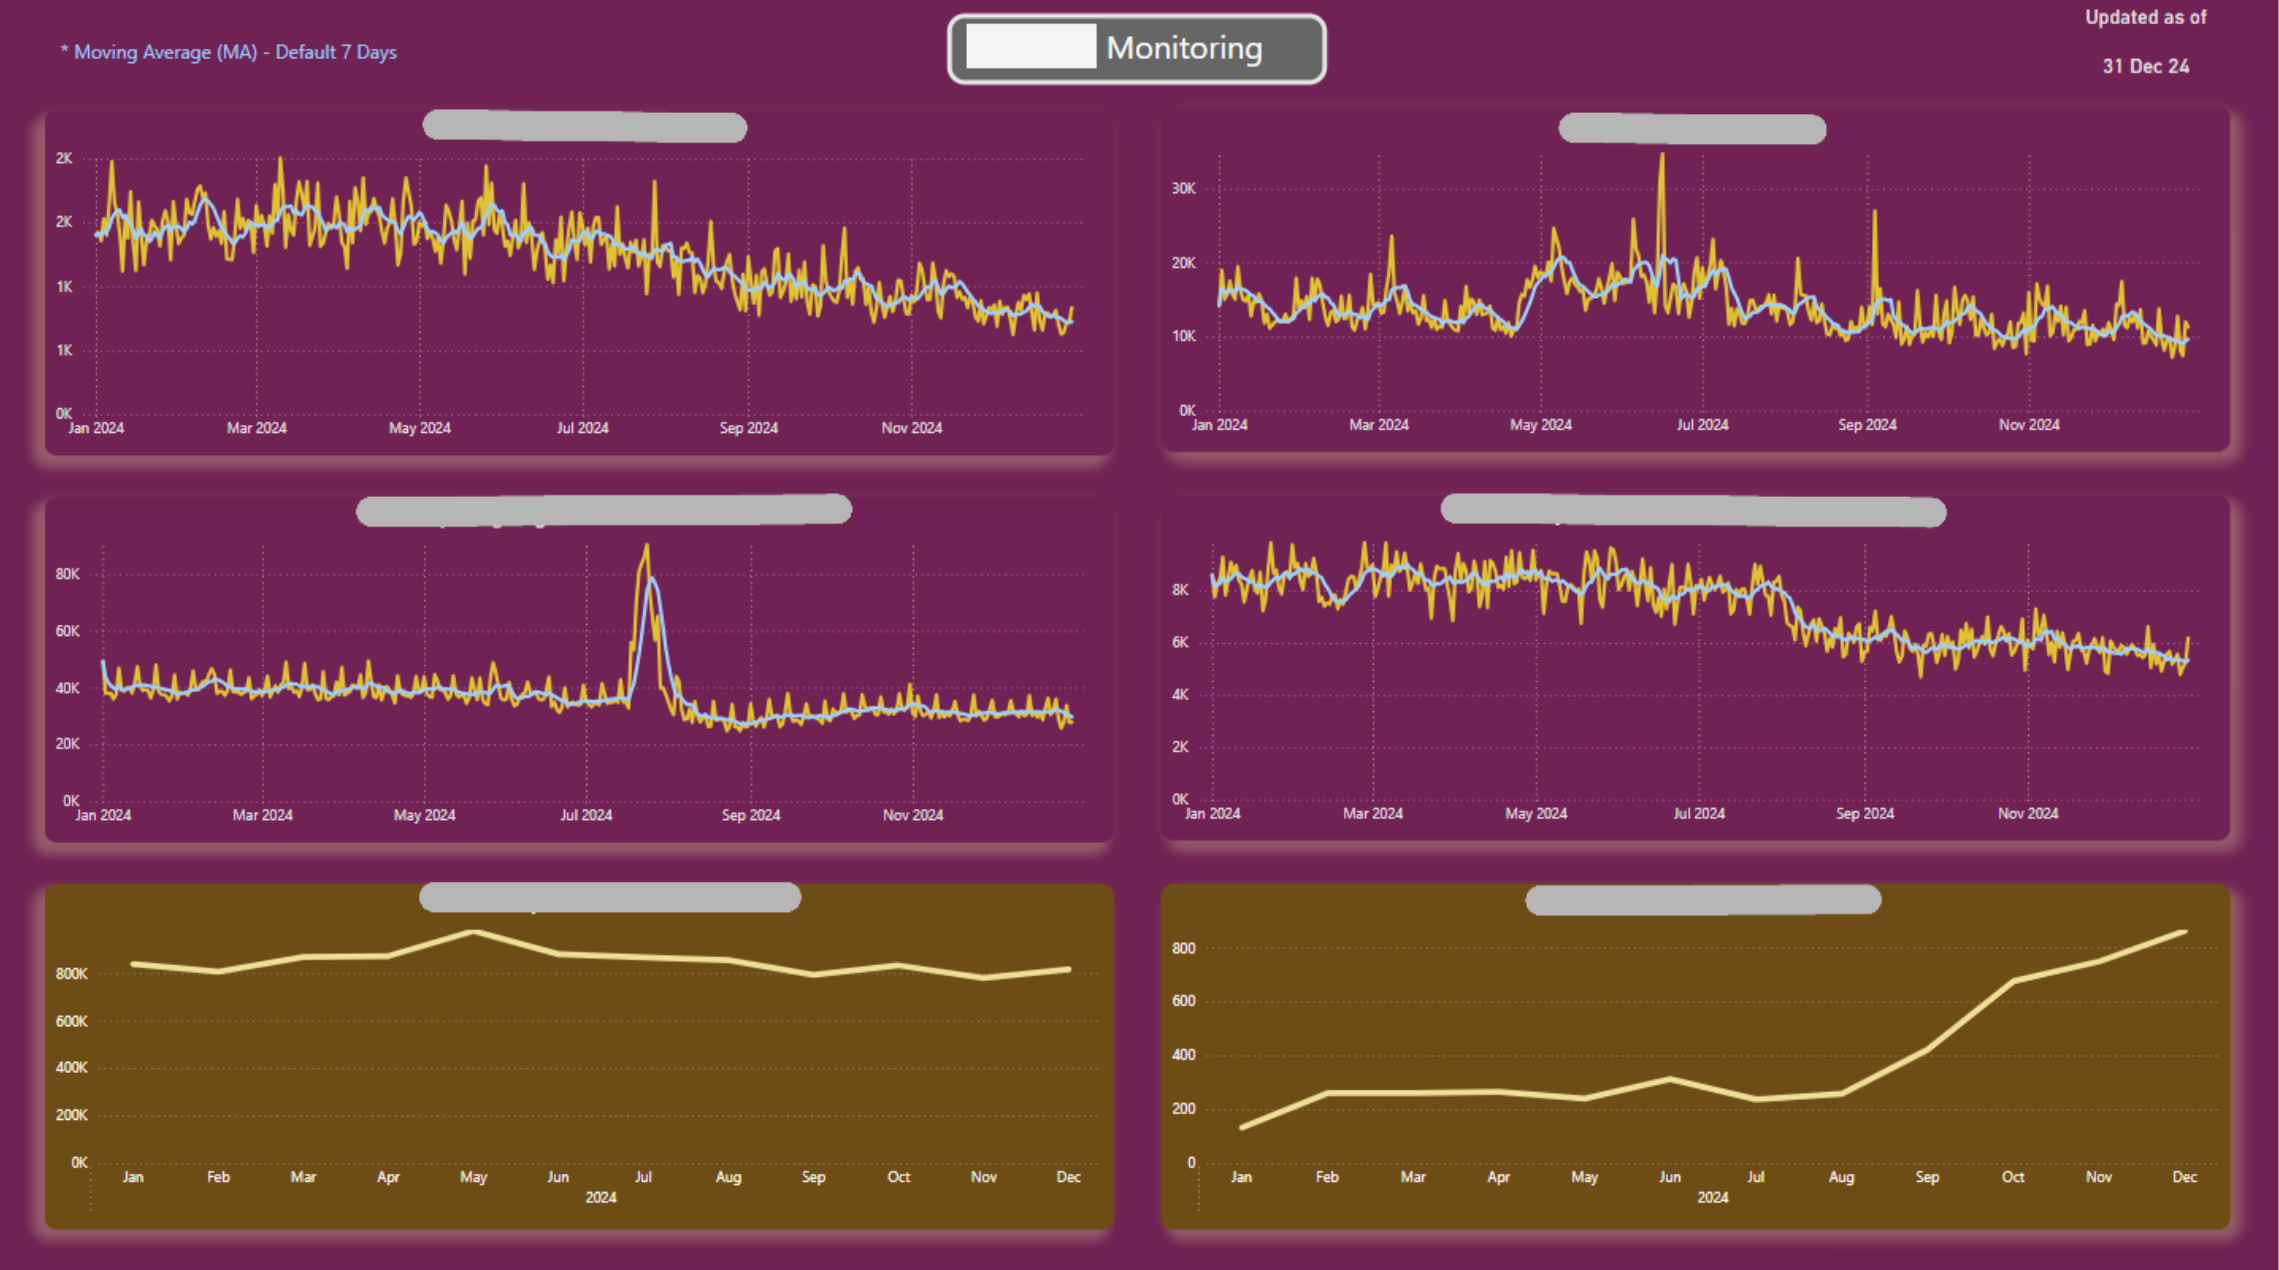 * Moving Average (MA) - Default 7 Days
Monitoring
Updated as of
31 Dec 24
2K
2K
1K
1K
0K
Jan 2024 Mar 2024 May 2024 Jul 2024 Sep 2024 Nov 2024
30K
20K
10K
0K
Jan 2024 Mar 2024 May 2024 Jul 2024 Sep 2024 Nov 2024
80K
60K
40K
20K
0K
Jan 2024 Mar 2024 May 2024 Jul 2024 Sep 2024 Nov 2024
8K
6K
4K
2K
0K
Jan 2024 Mar 2024 May 2024 Jul 2024 Sep 2024 Nov 2024
800K
600K
400K
200K
0K
Jan Feb Mar Apr May Jun Jul Aug Sep Oct Nov Dec
2024
800
600
400
200
0
Jan Feb Mar Apr May Jun Jul Aug Sep Oct Nov Dec
2024